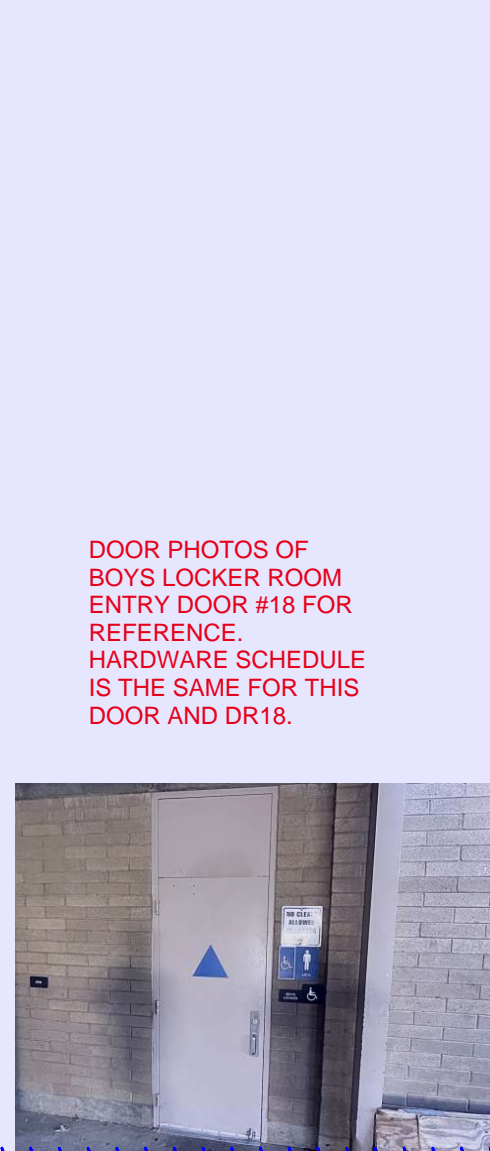 DOOR PHOTOS OF
BOYS LOCKER ROOM
ENTRY DOOR #18 FOR
REFERENCE.
HARDWARE SCHEDULE
IS THE SAME FOR THIS
DOOR AND DR18.
ALLOWED